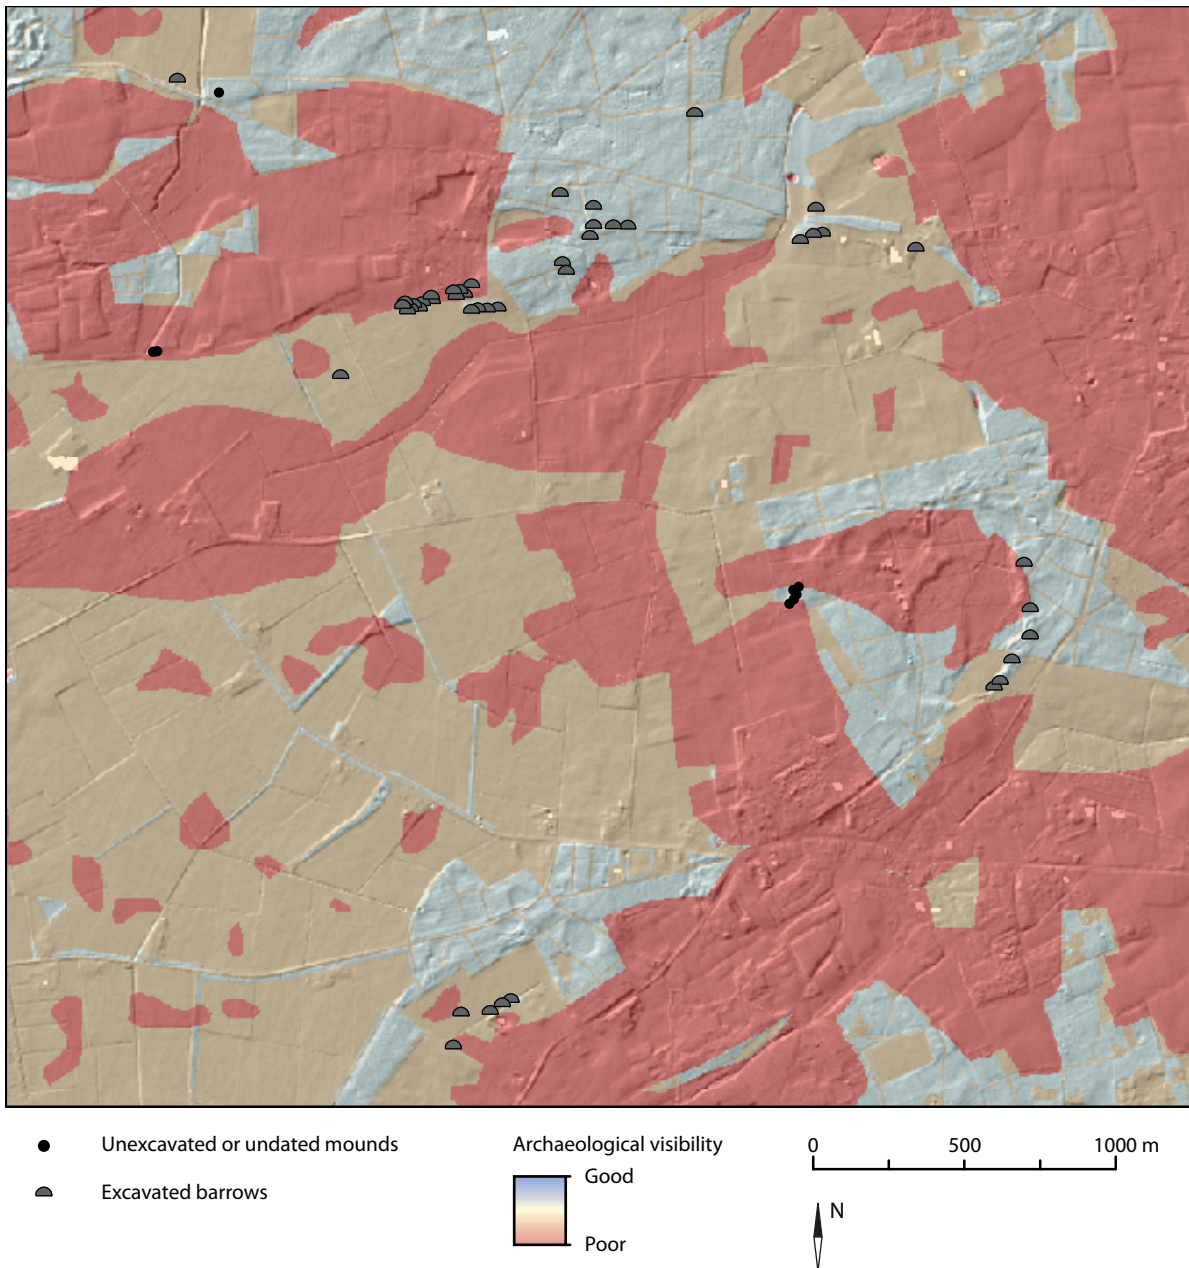 Unexcavated or undated mounds
Excavated barrows
Archaeological visibility
Good
Poor
0 500 1000 m
N